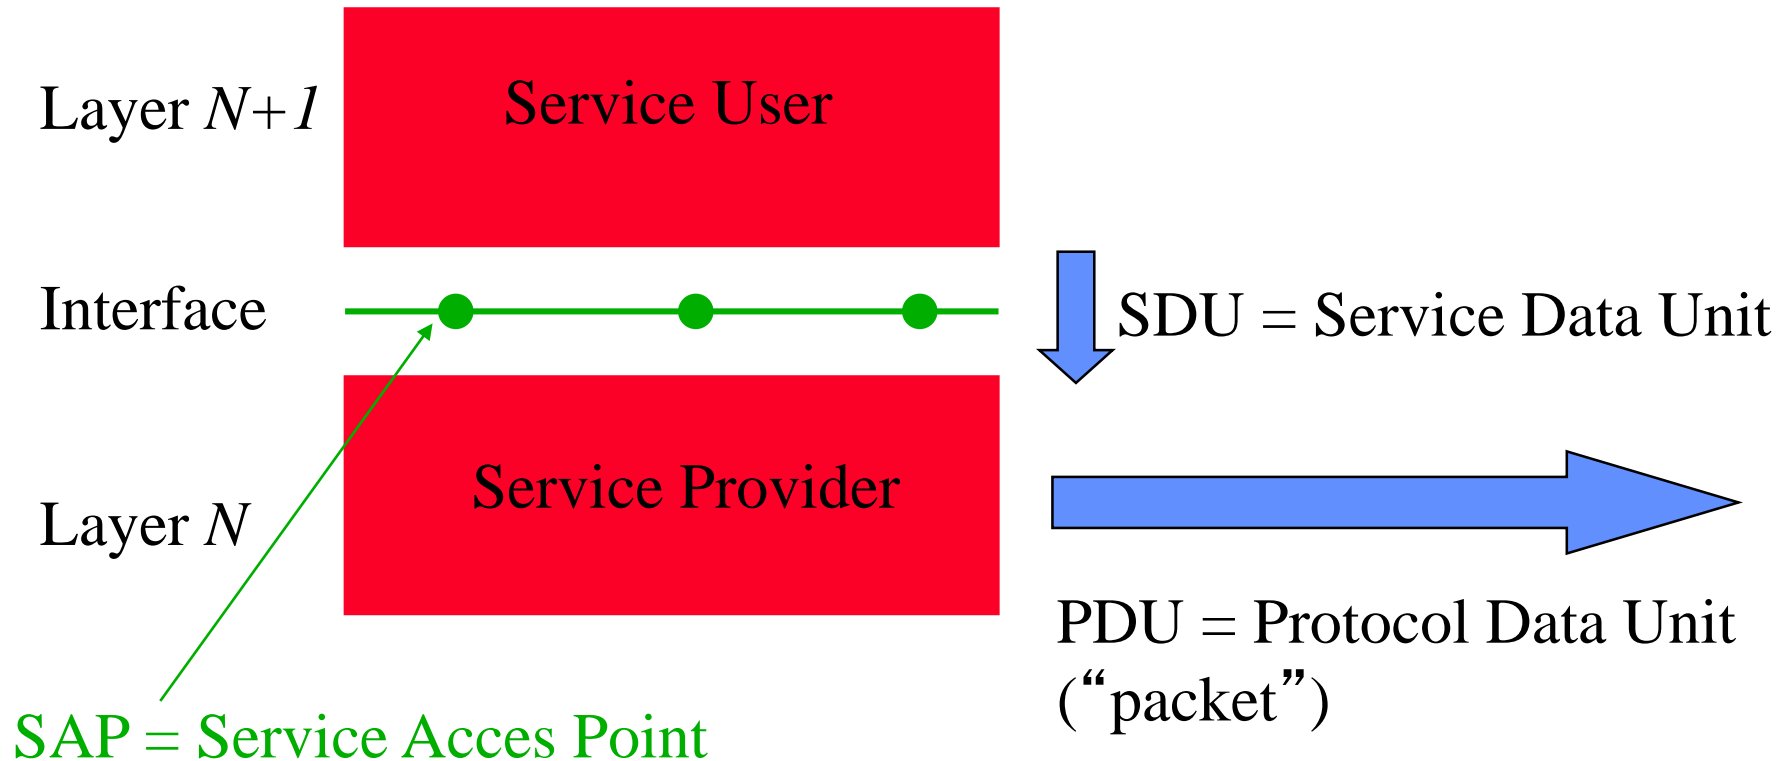 Layer N+1
Service User
Interface
SDU = Service Data Unit
Layer N
Service Provider
PDU = Protocol Data Unit
(“packet”)
SAP = Service Acces Point